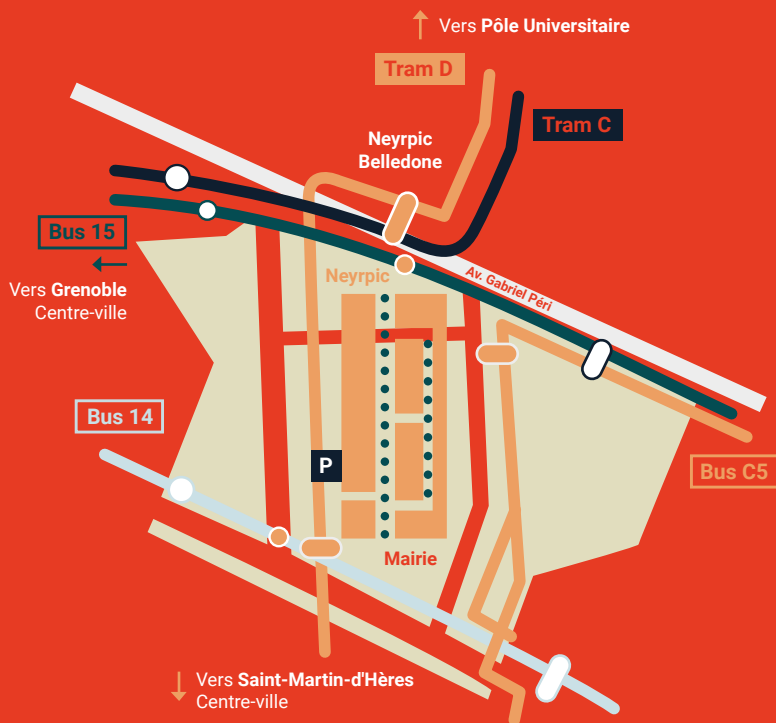 Vers Pôle Universitaire
Tram D
Tram C
Neyrpic
Belledone
Bus 15
Vers Grenoble
Centre-ville
Neyrpic
Av. Gabriel Péri
Bus 14
P
Bus C5
Mairie
Vers Saint-Martin-d'Hères
Centre-ville